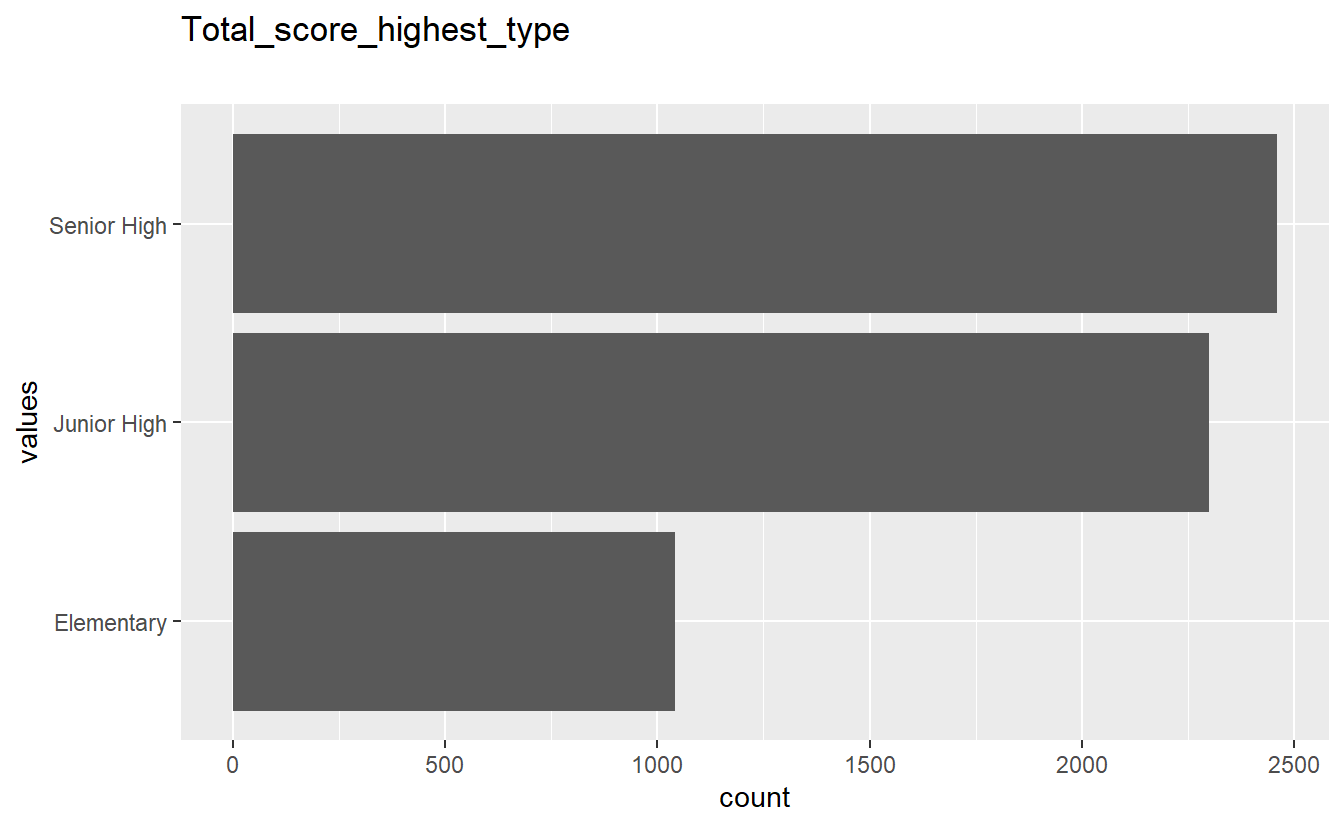 Total_score_highest_type
values
Senior High
Junior High
Elementary
0 500 1000 1500 2000 2500
count